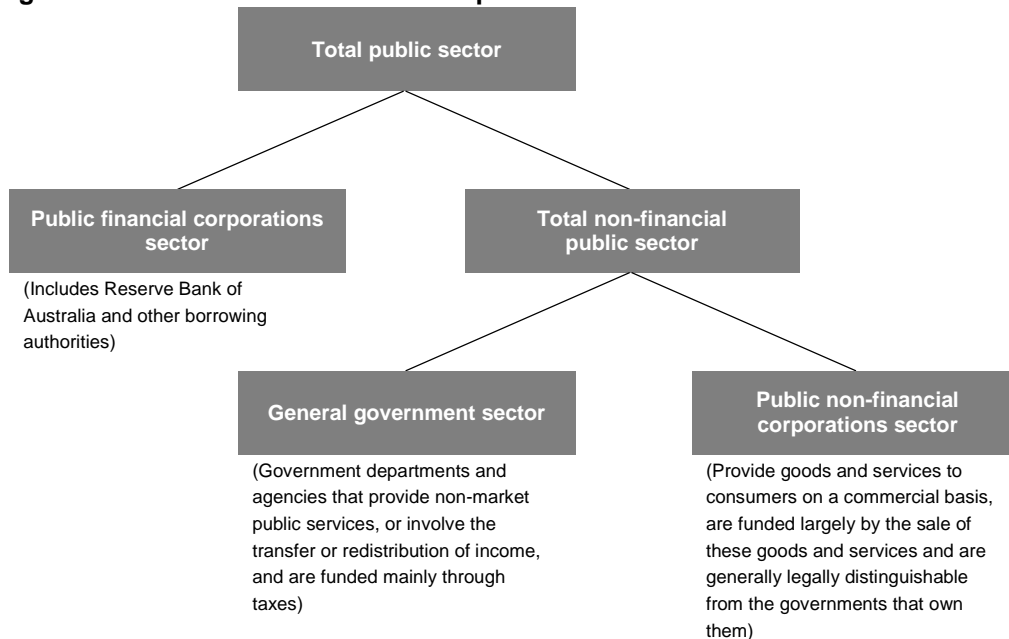 Total public sector
Public financial corporations
sector
Total non-financial
public sector
(Includes Reserve Bank of
Australia and other borrowing
authorities)
General government sector
Public non-financial
corporations sector
(Government departments and
agencies that provide non-market
public services, or involve the
transfer or redistribution of income,
and are funded mainly through
taxes)
(Provide goods and services to
consumers on a commercial basis,
are funded largely by the sale of
these goods and services and are
generally legally distinguishable
from the governments that own
them)